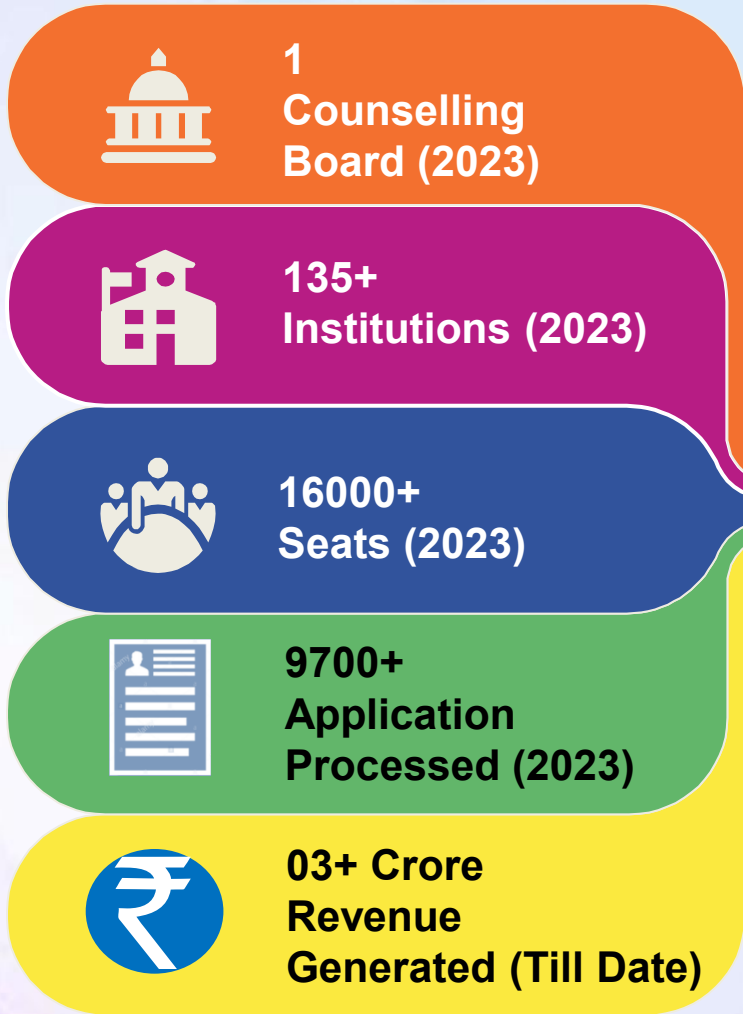 1
Counselling
Board (2023)
135+
Institutions (2023)
16000+
Seats (2023)
9700+
Application
Processed (2023)
03+ Crore
Revenue
Generated (Till Date)